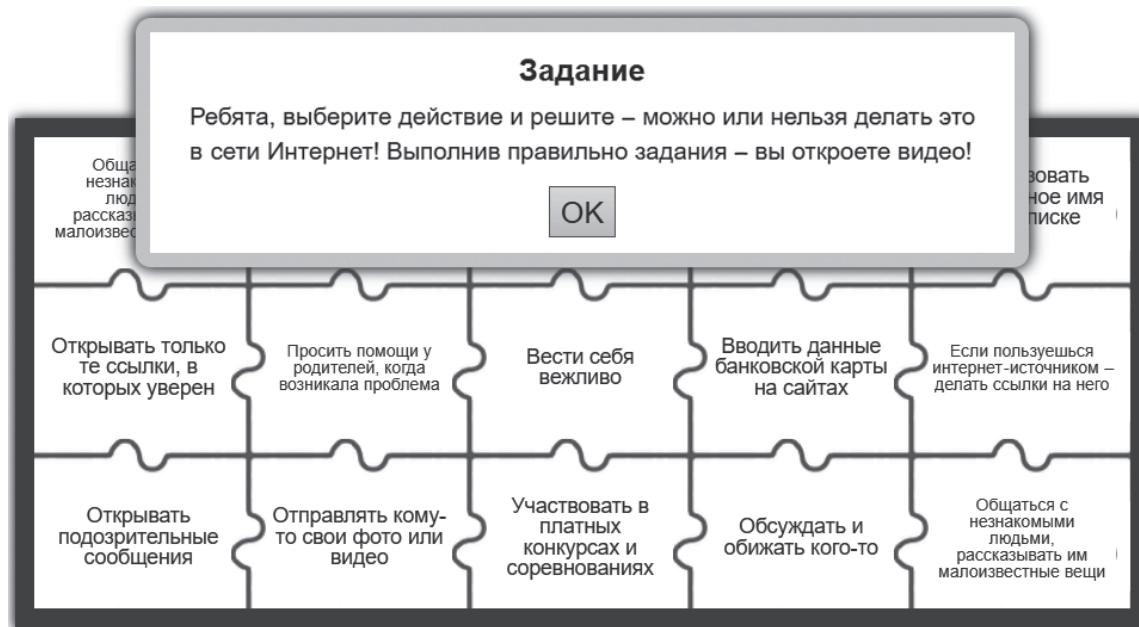 Задание
Ребята, выберите действие и решите – можно или нельзя делать это
в сети Интернет! Выполнив правильно задания – вы откроете видео!
OK
Открывать только
те ссылки, в
которых уверен
Просить помощи у
родителей, когда
возникала проблема
Вести себя
вежливо
Вводить данные
банковской карты
на сайтах
Если пользуешься
интернет-источником –
делать ссылки на него
Открывать
подозрительные
сообщения
Отправлять кому-
то свои фото или
видео
Участвовать в
платных
конкурсах и
соревнованиях
Обсуждать и
обижать кого-то
Общаться с
незнакомыми
людьми,
рассказывать им
малоизвестные вещи